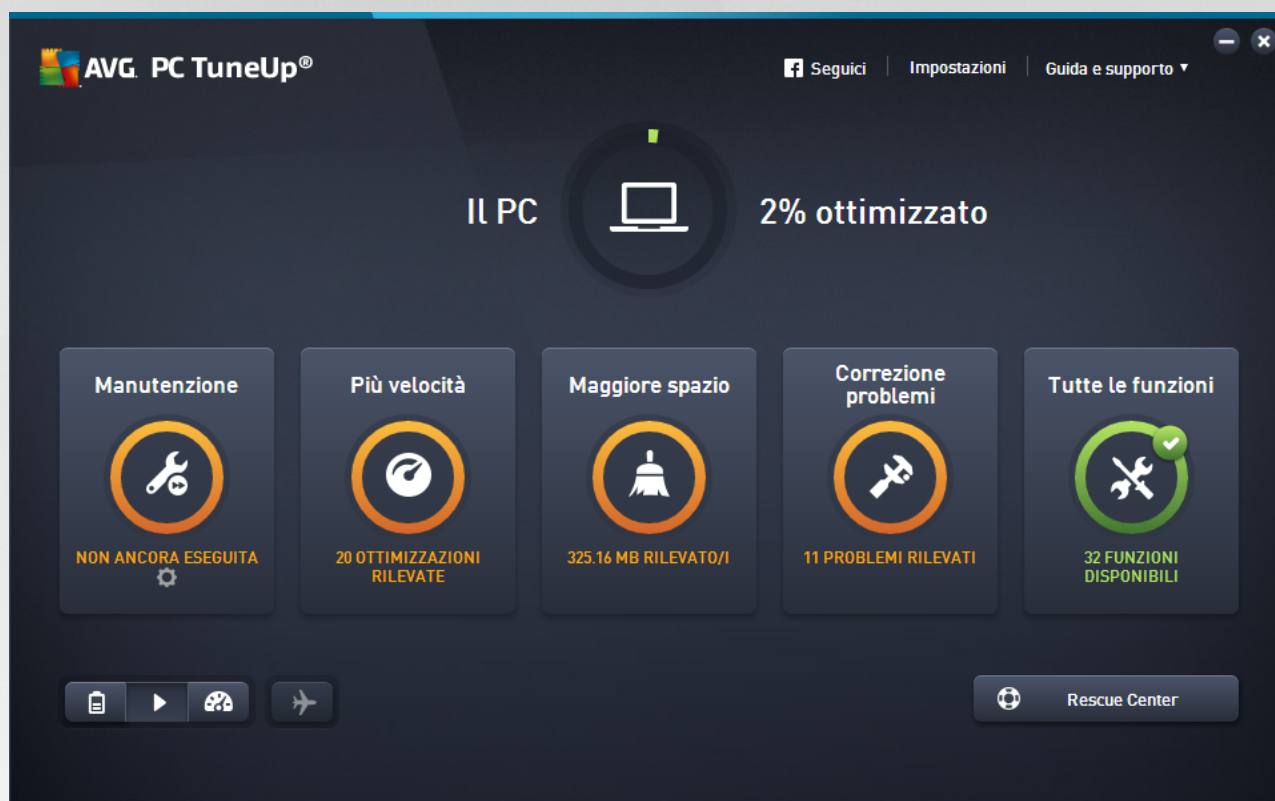 AVG. PC TuneUp®
Seguici
Impostazioni
Guida e supporto
Il PC
2% ottimizzato
Manutenzione
NON ANCORA ESEGUITA
Più velocità
20 OTTIMIZZAZIONI
RILEVATE
Maggiore spazio
325.16 MB RILEVATO/I
Correzione
problemi
11 PROBLEMI RILEVATI
Tutte le funzioni
32 FUNZIONI
DISPONIBILI
Rescue Center